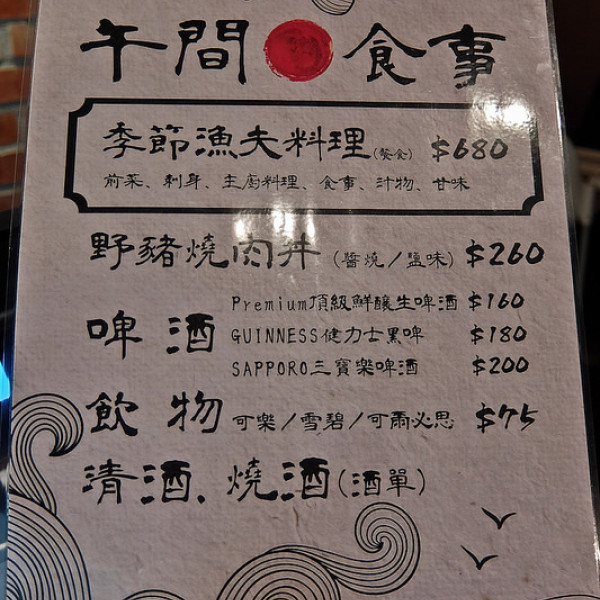 午間食事
季節漁夫料理(餐食) $680
前菜、刺身、主廚料理、食事、汁物、甘味
野豬燒肉丼(醬燒/鹽味) $260
啤酒
Premium頂級鮮釀生啤酒 $160
GUINNESS健力士黑啤 $180
SAPPORO三寶樂啤酒 $200
飲物 可樂/雪碧/可爾必思 $75
清酒.燒酒(酒單)